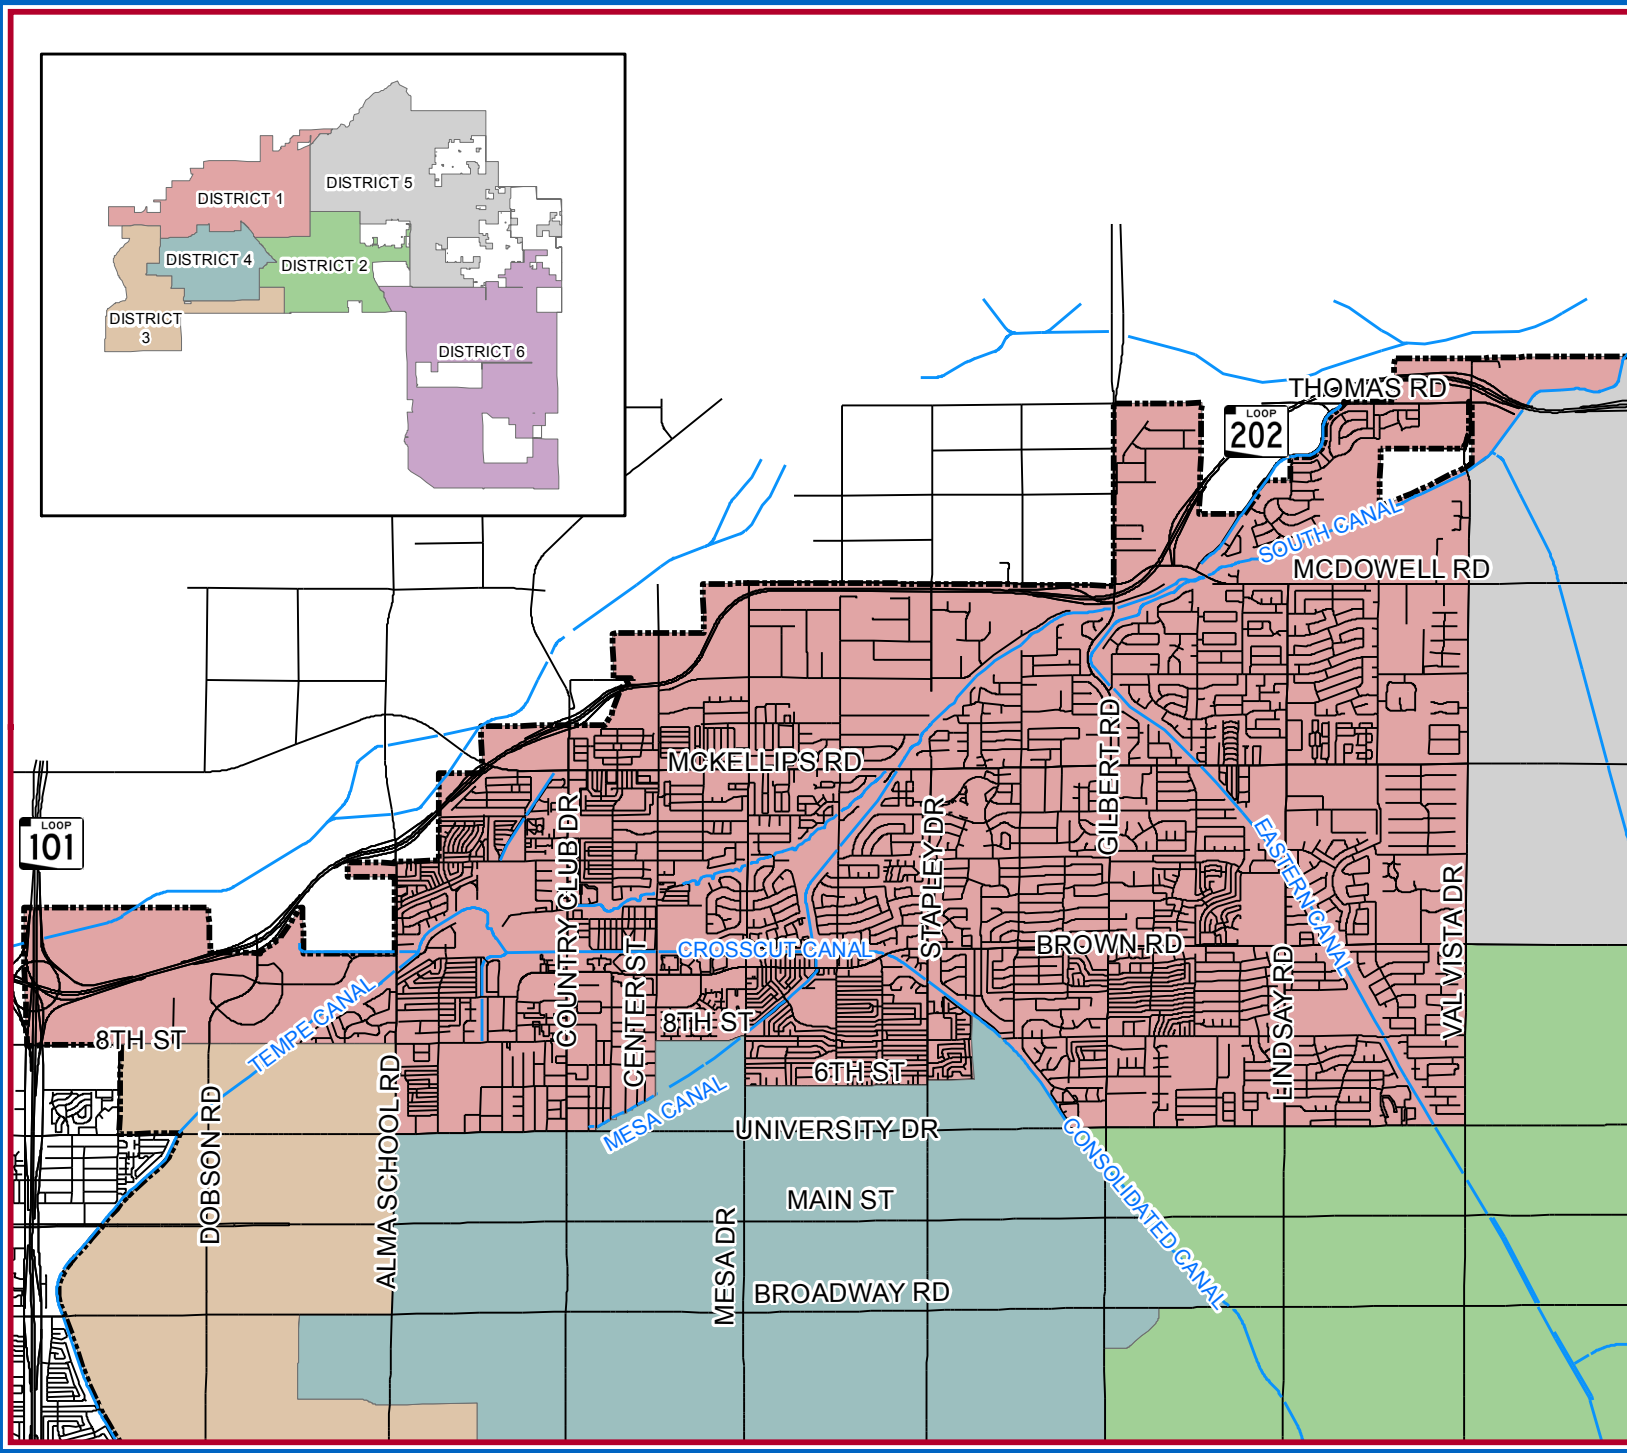 DISTRICT 5
DISTRICT 1
DISTRICT 4
DISTRICT 2
DISTRICT
3
DISTRICT 6
THOMAS RD
LOOP
202
SOUTH CANAL
MCDOWELL RD
MCKELLIPS RD
GILBERT RD
LOOP
101
COUNTRY CLUB DR
STAPLEY DR
EASTERN CANAL
VAL VISTA DR
CROSSCUT CANAL
BROWN RD
CENTER ST
LINDSAY RD
TEMPE CANAL
8TH ST
8TH ST
6TH ST
MESA CANAL
UNIVERSITY DR
DOBSON RD
ALMA SCHOOL RD
CONSOLIDATED CANAL
MAIN ST
MESA DR
BROADWAY RD